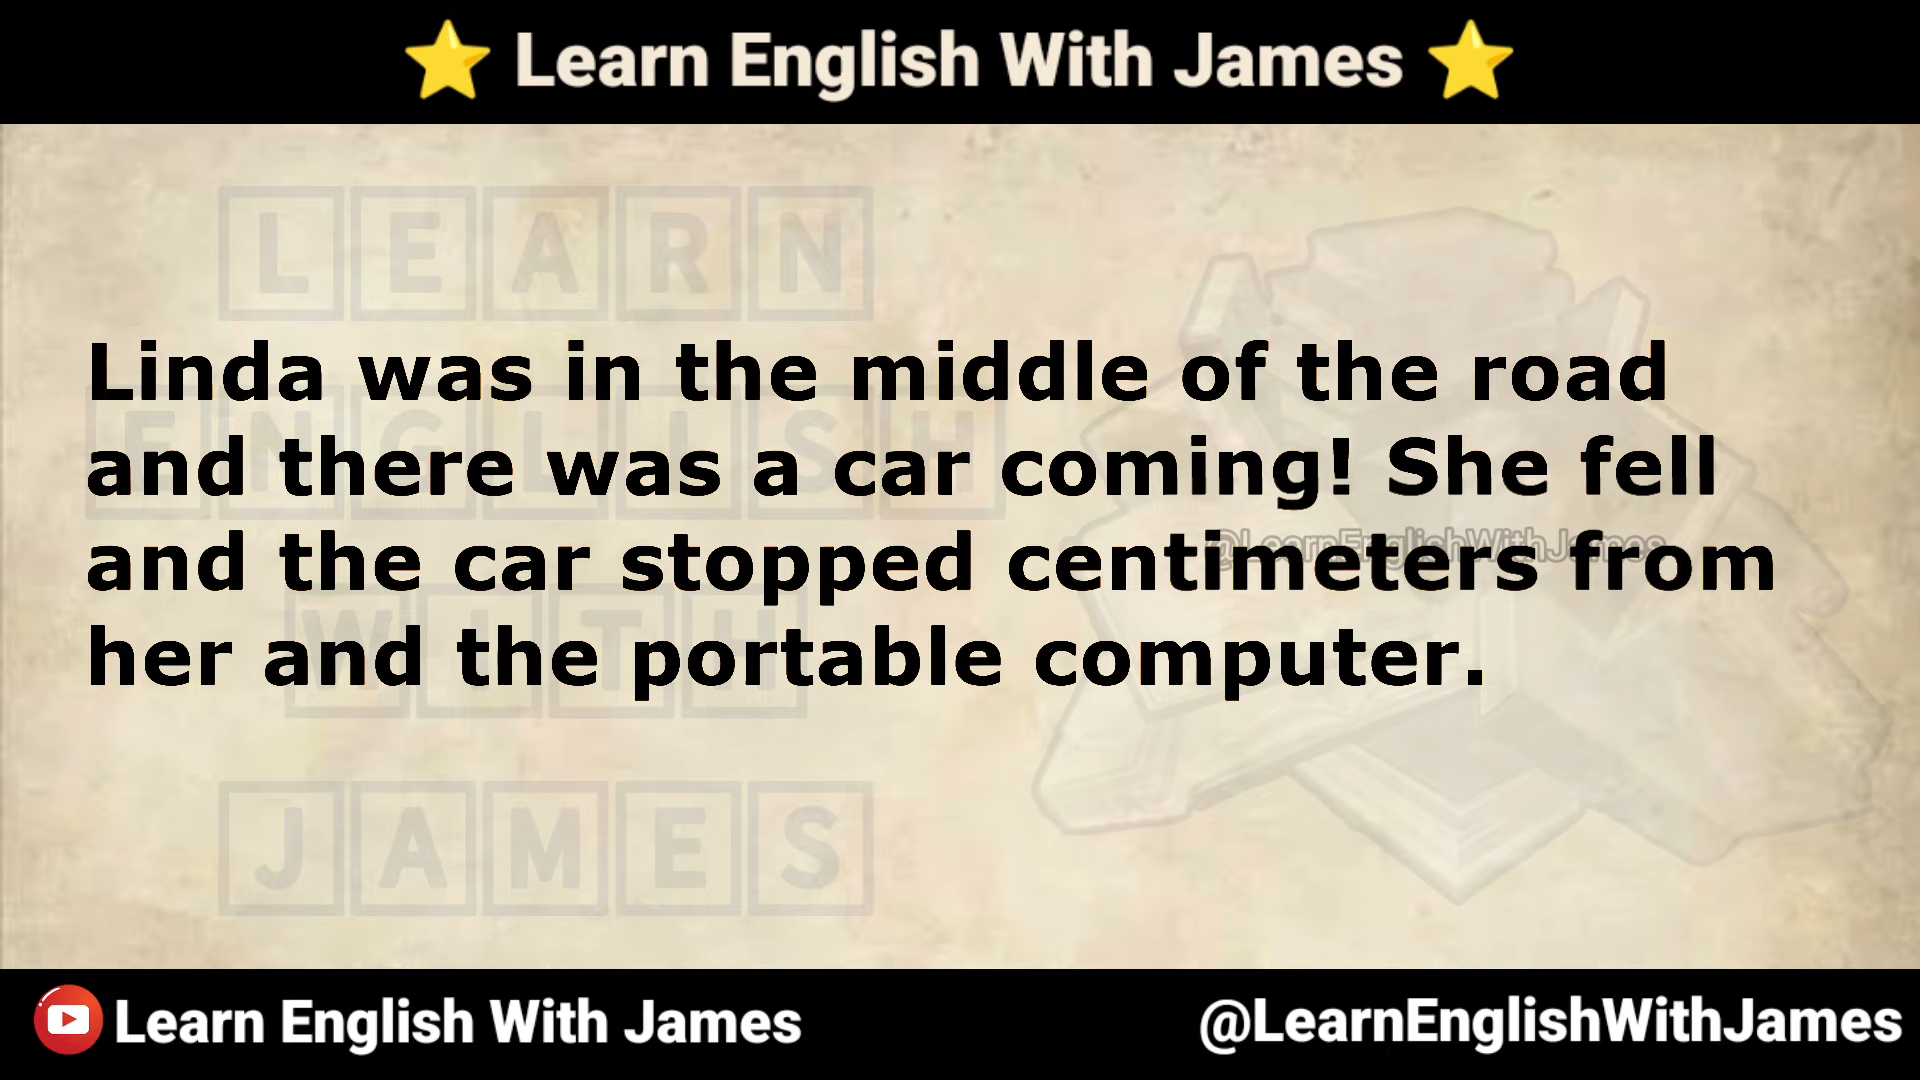 ⭐ Learn English With James ⭐
LEARN
Linda was in the middle of the road
ENGLISH
and there was a car coming! She fell
@LearnEnglishWithJames
and the car stopped centimeters from
WITH
her and the portable computer.
JAMES
Learn English With James
@LearnEnglishWithJames